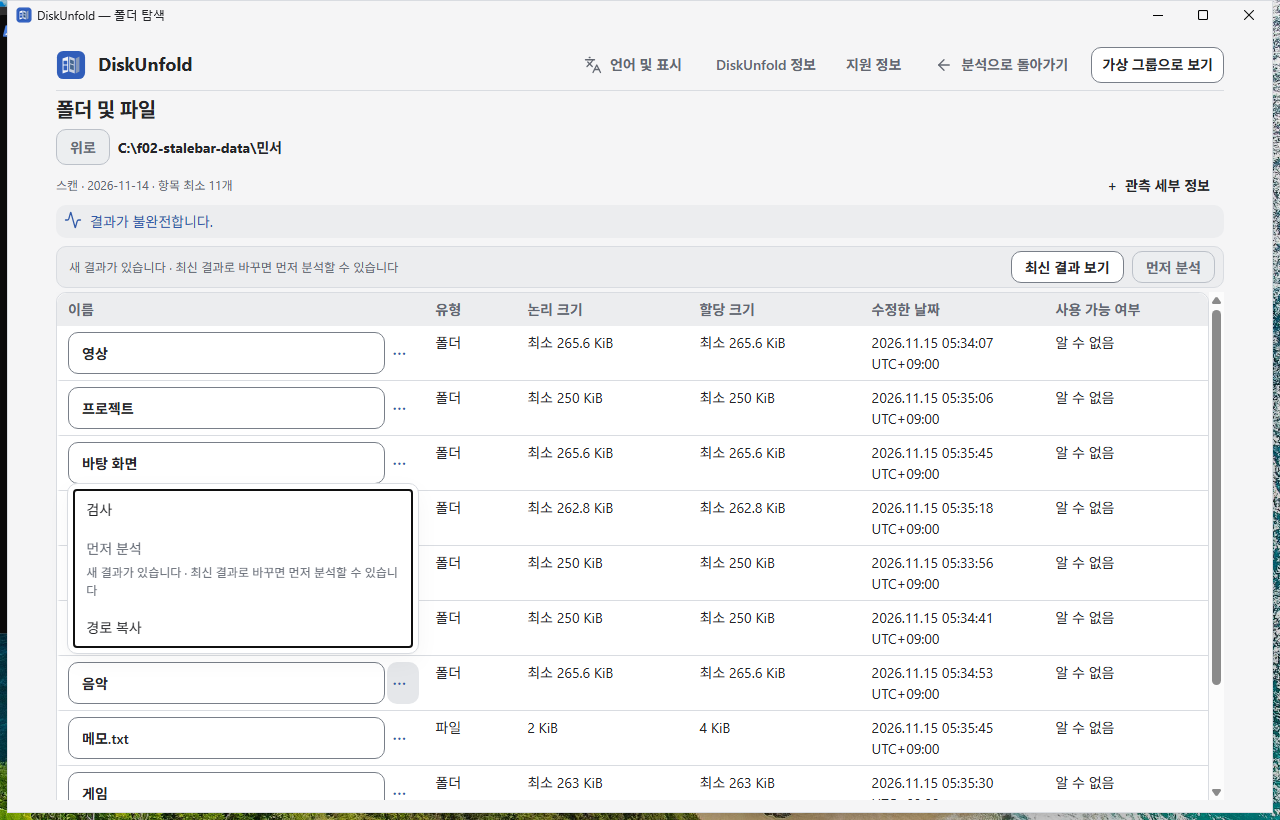 DiskUnfold — 폴더 탐색
DiskUnfold
언어 및 표시
DiskUnfold 정보
지원 정보
분석으로 돌아가기
가상 그룹으로 보기
폴더 및 파일
위로
C:\f02-stalebar-data\민서
스캔 · 2026-11-14 · 항목 최소 11개
+ 관측 세부 정보
결과가 불완전합니다.
새 결과가 있습니다 · 최신 결과로 바꾸면 먼저 분석할 수 있습니다
최신 결과 보기
먼저 분석
이름 유형 논리 크기 할당 크기 수정한 날짜 사용 가능 여부
영상 ... 폴더 최소 265.6 KiB 최소 265.6 KiB 2026.11.15 05:34:07 알 수 없음
UTC+09:00
프로젝트 ... 폴더 최소 250 KiB 최소 250 KiB 2026.11.15 05:35:06 알 수 없음
UTC+09:00
바탕 화면 ... 폴더 최소 265.6 KiB 최소 265.6 KiB 2026.11.15 05:35:45 알 수 없음
UTC+09:00
검사
먼저 분석
새 결과가 있습니다 · 최신 결과로 바꾸면 먼저 분석할 수 있습니
다
경로 복사
폴더 최소 262.8 KiB 최소 262.8 KiB 2026.11.15 05:35:18 알 수 없음
UTC+09:00
폴더 최소 250 KiB 최소 250 KiB 2026.11.15 05:33:56 알 수 없음
UTC+09:00
폴더 최소 250 KiB 최소 250 KiB 2026.11.15 05:34:41 알 수 없음
UTC+09:00
음악 ... 폴더 최소 265.6 KiB 최소 265.6 KiB 2026.11.15 05:34:53 알 수 없음
UTC+09:00
메모.txt ... 파일 2 KiB 4 KiB 2026.11.15 05:35:45 알 수 없음
UTC+09:00
게임 ... 폴더 최소 263 KiB 최소 263 KiB 2026.11.15 05:35:30 알 수 없음